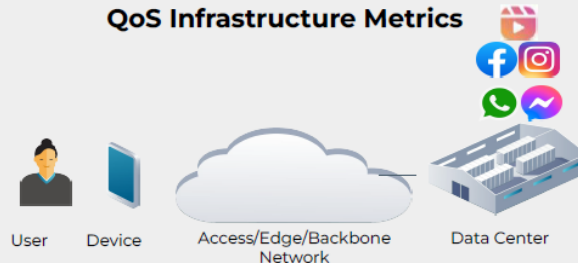 QoS Infrastructure Metrics
User
Device
Access/Edge/Backbone
Network
Data Center